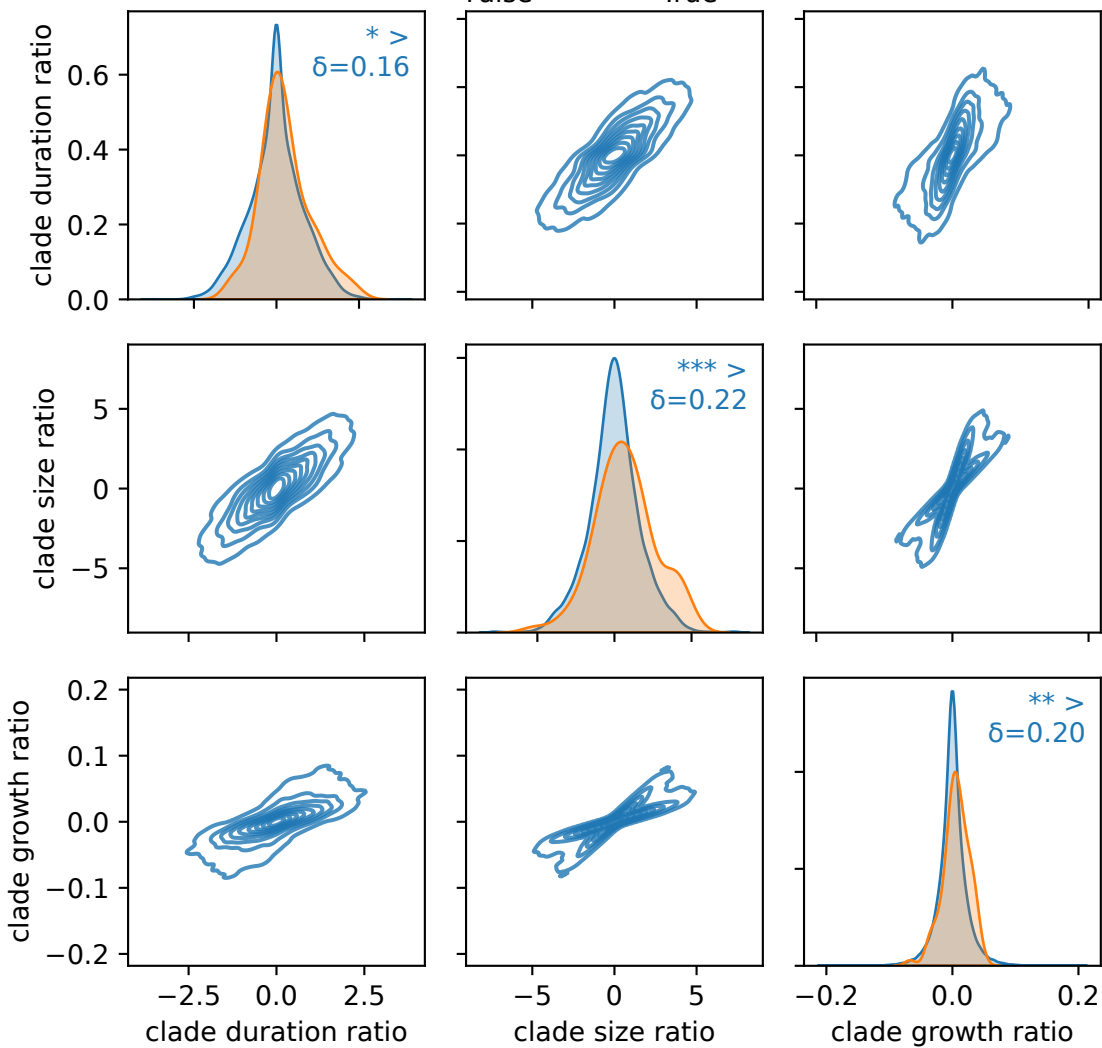 clade duration ratio
0.6
0.4
0.2
0.0
* >
δ=0.16
clade size ratio
5
0
−5
*** >
δ=0.22
clade growth ratio
0.2
0.1
0.0
−0.1
−0.2
** >
δ=0.20
−2.5 0.0 2.5
clade duration ratio
−5 0 5
clade size ratio
−0.2 0.0 0.2
clade growth ratio